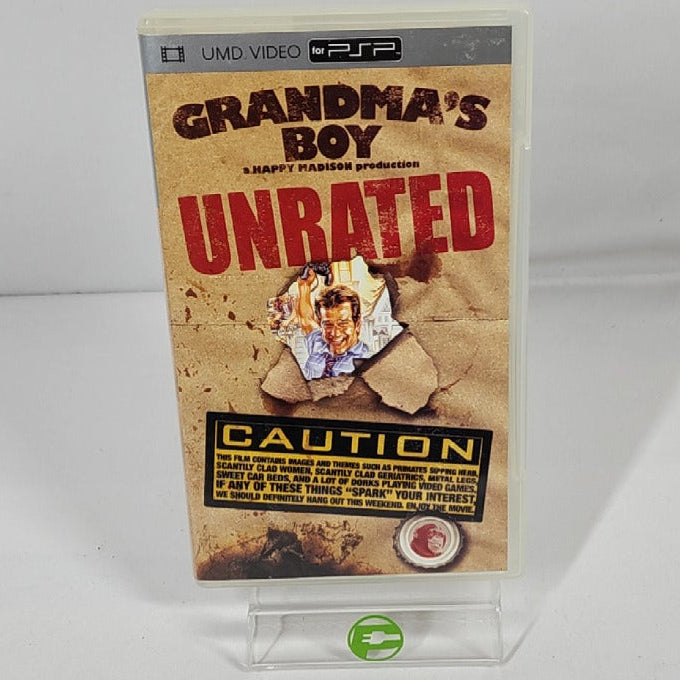 UMD. VIDEO for PSP
GRANDMA'S
BOY
a HAPPY MADISON production
UNRATED
CAUTION
THIS FILM CONTAINS IMAGES AND THEMES SUCH AS PRIMATES SIPPING HERB,
SCANTILY CLAD WOMEN, SCANTILY CLAD GERIATRICS, METAL LEGS,
SWEET CAR BEDS, AND A LOT OF DORKS PLAYING VIDEO GAMES.
IF ANY OF THESE THINGS "SPARK" YOUR INTEREST,
WE SHOULD DEFINITELY HANG OUT THIS WEEKEND. ENJOY THE MOVIE.